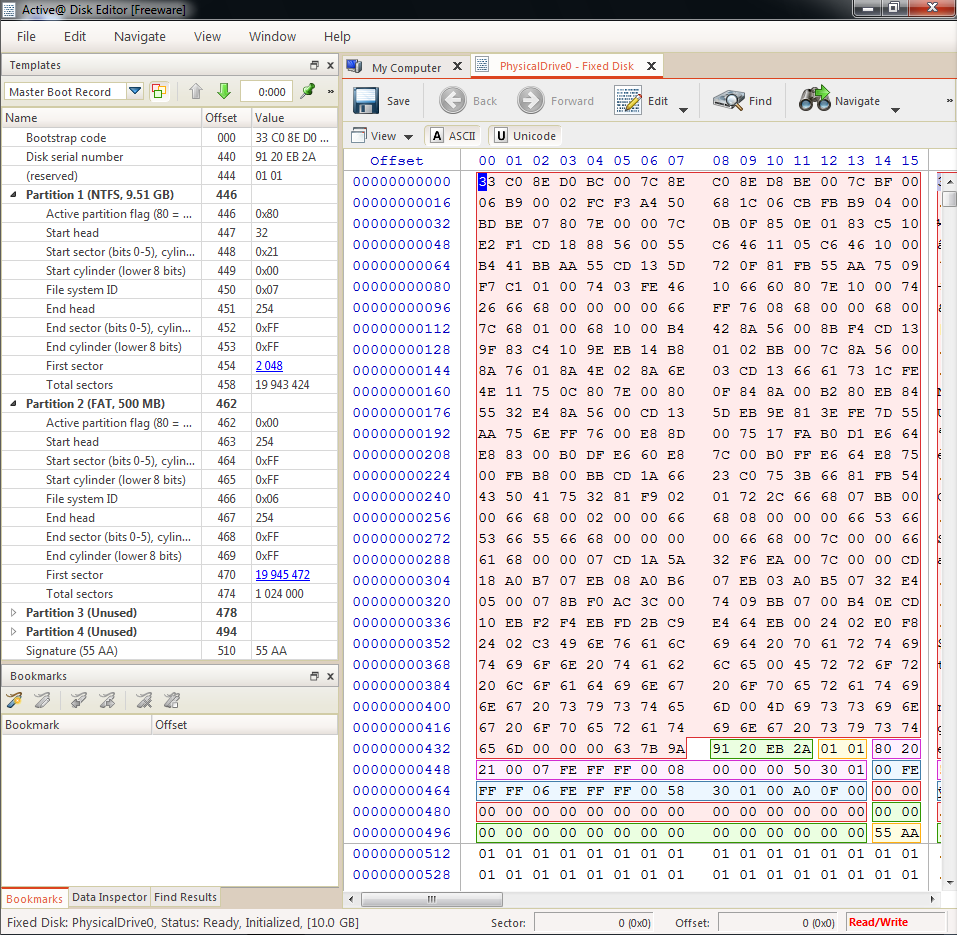 Active@ Disk Editor [Freeware]
File Edit Navigate View Window Help
Templates
Master Boot Record 0:000 »
Name Offset Value
Bootstrap code 000 33 C0 8E D0 ...
Disk serial number 440 91 20 EB 2A
(reserved) 444 01 01
Partition 1 (NTFS, 9.51 GB) 446
Active partition flag (80 = ... 446 0x80
Start head 447 32
Start sector (bits 0-5), cylin... 448 0x21
Start cylinder (lower 8 bits) 449 0x00
File system ID 450 0x07
End head 451 254
End sector (bits 0-5), cylin... 452 0xFF
End cylinder (lower 8 bits) 453 0xFF
First sector 454 2 048
Total sectors 458 19 943 424
Partition 2 (FAT, 500 MB) 462
Active partition flag (80 = ... 462 0x00
Start head 463 254
Start sector (bits 0-5), cylin... 464 0xFF
Start cylinder (lower 8 bits) 465 0xFF
File system ID 466 0x06
End head 467 254
End sector (bits 0-5), cylin... 468 0xFF
End cylinder (lower 8 bits) 469 0xFF
First sector 470 19 945 472
Total sectors 474 1 024 000
Partition 3 (Unused) 478
Partition 4 (Unused) 494
Signature (55 AA) 510 55 AA
Bookmarks
Bookmark Offset
Bookmarks Data Inspector Find Results
My Computer X PhysicalDrive0 - Fixed Disk X
Save Back Forward Edit Find Navigate »
View A ASCII U Unicode
Offset 00 01 02 03 04 05 06 07 08 09 10 11 12 13 14 15
00000000000 33 C0 8E D0 BC 00 7C 8E C0 8E D8 BE 00 7C BF 00
00000000016 06 B9 00 02 FC F3 A4 50 68 1C 06 CB FB B9 04 00
00000000032 BD BE 07 80 7E 00 00 7C 0B 0F 85 0E 01 83 C5 10
00000000048 E2 F1 CD 18 88 56 00 55 C6 46 11 05 C6 46 10 00
00000000064 B4 41 BB AA 55 CD 13 5D 72 0F 81 FB 55 AA 75 09
00000000080 F7 C1 01 00 74 03 FE 46 10 66 60 80 7E 10 00 74
00000000096 26 66 68 00 00 00 00 66 FF 76 08 68 00 00 68 00
00000000112 7C 68 01 00 68 10 00 B4 42 8A 56 00 8B F4 CD 13
00000000128 9F 83 C4 10 9E EB 14 B8 01 02 BB 00 7C 8A 56 00
00000000144 8A 76 01 8A 4E 02 8A 6E 03 CD 13 66 61 73 1C FE
00000000160 4E 11 75 0C 80 7E 00 80 0F 84 8A 00 B2 80 EB 84
00000000176 55 32 E4 8A 56 00 CD 13 5D EB 9E 81 3E FE 7D 55
00000000192 AA 75 6E FF 76 00 E8 8D 00 75 17 FA B0 D1 E6 64
00000000208 E8 83 00 B0 DF E6 60 E8 7C 00 B0 FF E6 64 E8 75
00000000224 00 FB B8 00 BB CD 1A 66 23 C0 75 3B 66 81 FB 54
00000000240 43 50 41 75 32 81 F9 02 01 72 2C 66 68 07 BB 00
00000000256 00 66 68 00 02 00 00 66 68 08 00 00 00 66 53 66
00000000272 53 66 55 66 68 00 00 00 00 66 68 00 7C 00 00 66
00000000288 61 68 00 00 07 CD 1A 5A 32 F6 EA 00 7C 00 00 CD
00000000304 18 A0 B7 07 EB 08 A0 B6 07 EB 03 A0 B5 07 32 E4
00000000320 05 00 07 8B F0 AC 3C 00 74 09 BB 07 00 B4 0E CD
00000000336 10 EB F2 F4 EB FD 2B C9 E4 64 EB 00 24 02 E0 F8
00000000352 24 02 C3 49 6E 76 61 6C 69 64 20 70 61 72 74 69
00000000368 74 69 6F 6E 20 74 61 62 6C 65 00 45 72 72 6F 72
00000000384 20 6C 6F 61 64 69 6E 67 20 6F 70 65 72 61 74 69
00000000400 6E 67 20 73 79 73 74 65 6D 00 4D 69 73 73 69 6E
00000000416 67 20 6F 70 65 72 61 74 69 6E 67 20 73 79 73 74
00000000432 65 6D 00 00 00 63 7B 9A 91 20 EB 2A 01 01 80 20
00000000448 21 00 07 FE FF FF 00 08 00 00 00 50 30 01 00 FE
00000000464 FF FF 06 FE FF FF 00 58 30 01 00 A0 0F 00 00 00
00000000480 00 00 00 00 00 00 00 00 00 00 00 00 00 00 00 00
00000000496 00 00 00 00 00 00 00 00 00 00 00 00 00 00 55 AA
00000000512 01 01 01 01 01 01 01 01 01 01 01 01 01 01 01 01
00000000528 01 01 01 01 01 01 01 01 01 01 01 01 01 01 01 01
Fixed Disk: PhysicalDrive0, Status: Ready, Initialized, [10.0 GB] Sector: 0 (0x0) Offset: 0 (0x0) Read/Write